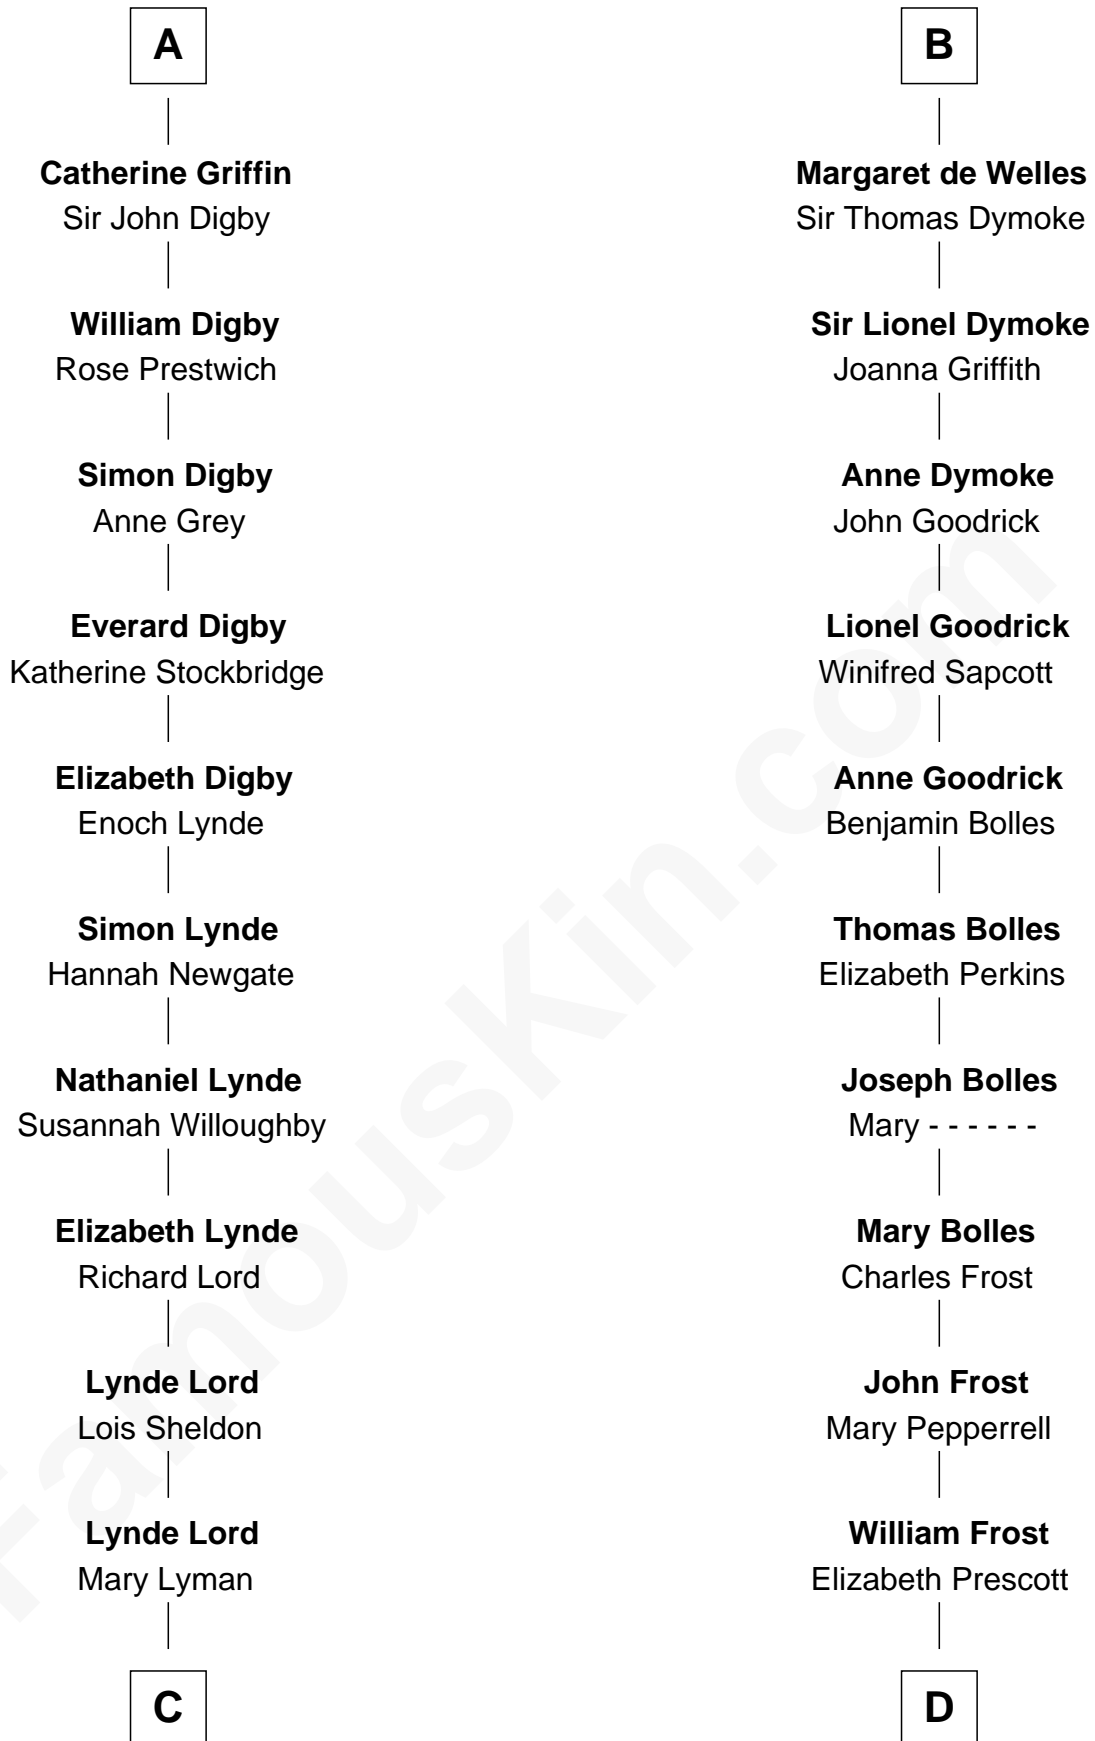 A
Catherine Griffin
Sir John Digby
William Digby
Rose Prestwich
Simon Digby
Anne Grey
Everard Digby
Katherine Stockbridge
Elizabeth Digby
Enoch Lynde
Simon Lynde
Hannah Newgate
Nathaniel Lynde
Susannah Willoughby
Elizabeth Lynde
Richard Lord
Lynde Lord
Lois Sheldon
Lynde Lord
Mary Lyman
C
B
Margaret de Welles
Sir Thomas Dymoke
Sir Lionel Dymoke
Joanna Griffith
Anne Dymoke
John Goodrick
Lionel Goodrick
Winifred Sapcott
Anne Goodrick
Benjamin Bolles
Thomas Bolles
Elizabeth Perkins
Joseph Bolles
Mary - - - - - -
Mary Bolles
Charles Frost
John Frost
Mary Pepperrell
William Frost
Elizabeth Prescott
D
FamousKin.com